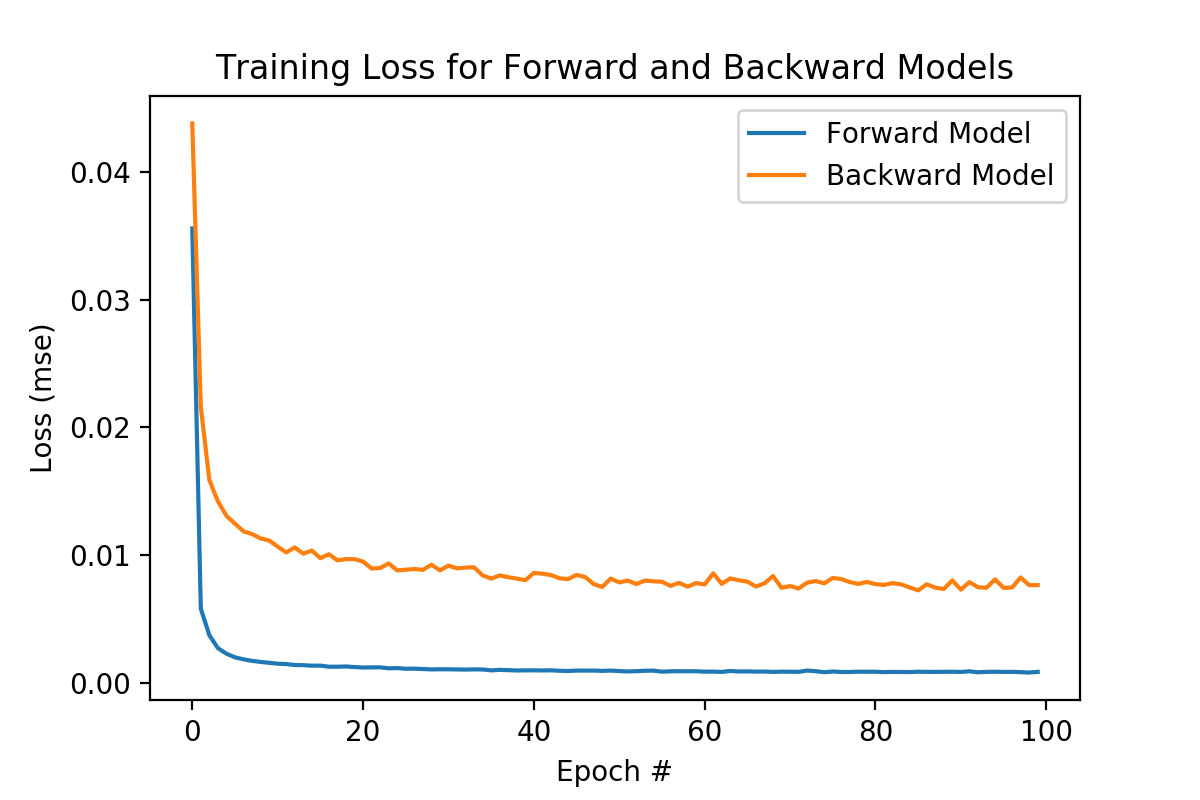 Training Loss for Forward and Backward Models
Forward Model
Backward Model
Loss (mse)
0.04
0.03
0.02
0.01
0.00
0 20 40 60 80 100
Epoch #